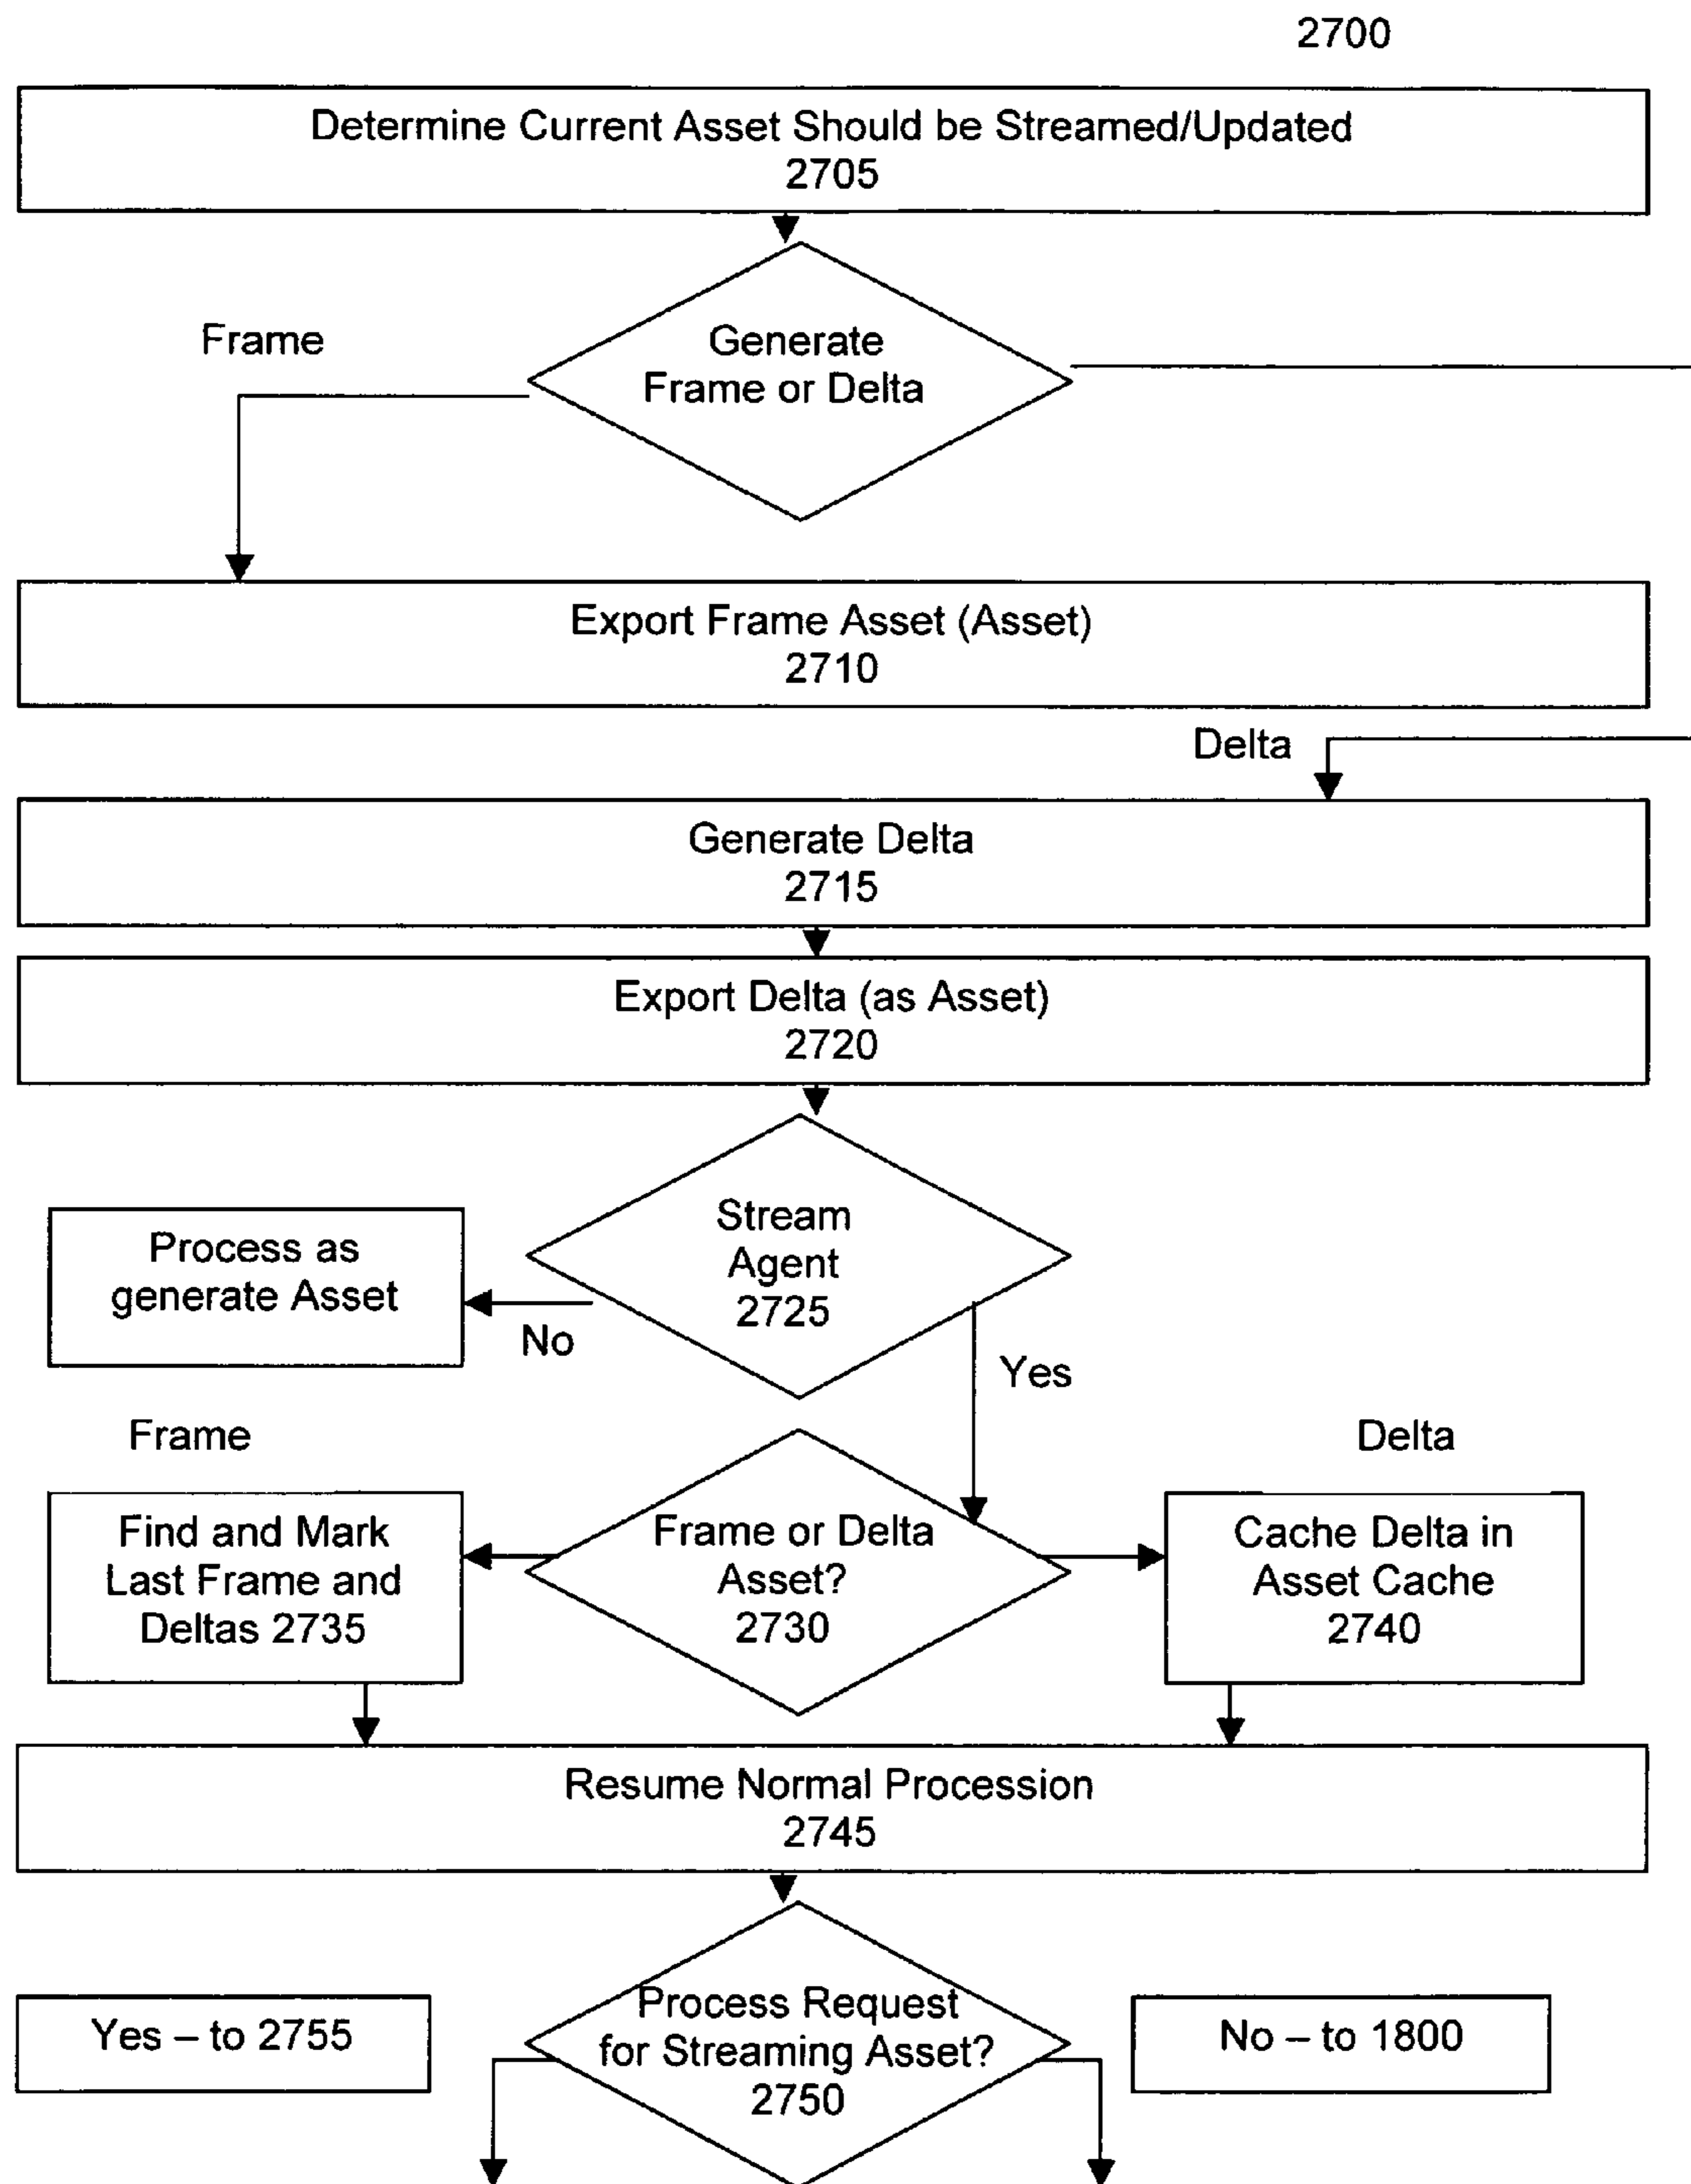 2700
Determine Current Asset Should be Streamed/Updated
2705
Frame
Generate
Frame or Delta
Export Frame Asset (Asset)
2710
Delta
Generate Delta
2715
Export Delta (as Asset)
2720
Stream
Agent
2725
Process as
generate Asset
No
Yes
Frame
Delta
Find and Mark
Last Frame and
Deltas 2735
Frame or Delta
Asset?
2730
Cache Delta in
Asset Cache
2740
Resume Normal Procession
2745
Yes – to 2755
Process Request
for Streaming Asset?
2750
No – to 1800